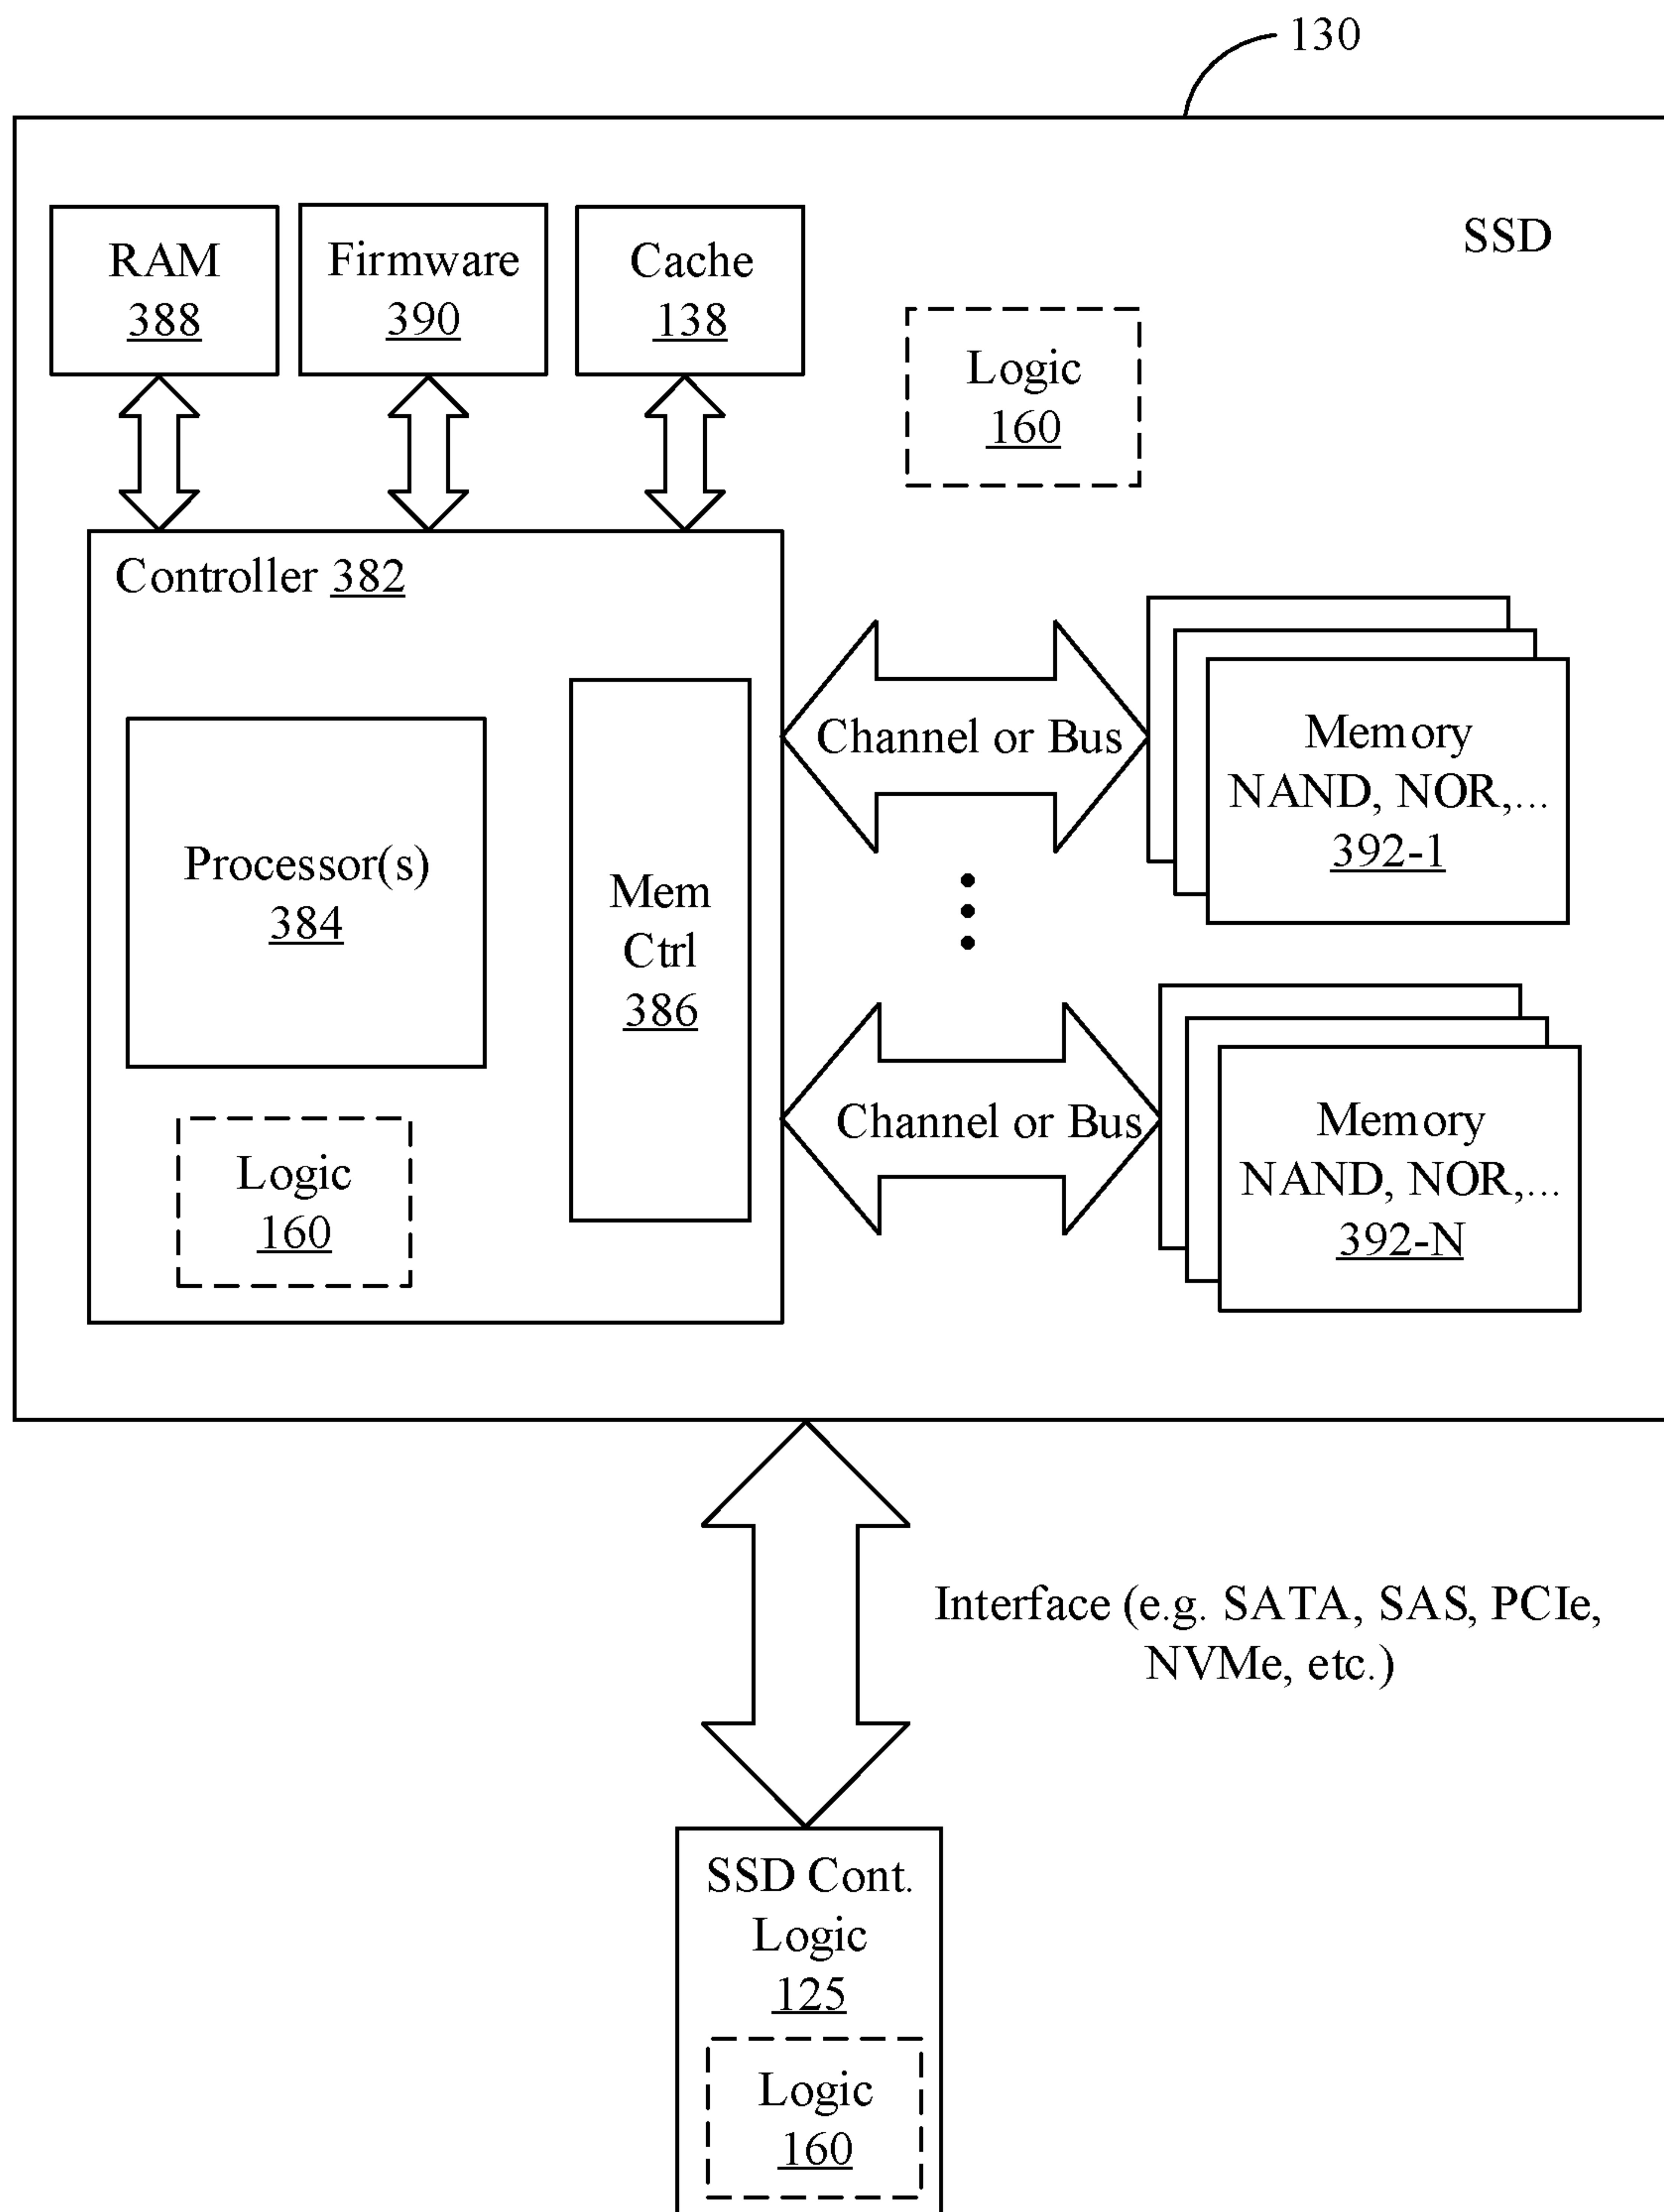 130
SSD
RAM
388
Firmware
390
Cache
138
Logic
160
Controller 382
Processor(s)
384
Mem
Ctrl
386
Logic
160
Channel or Bus
Memory
NAND, NOR,...
392-1
Channel or Bus
Memory
NAND, NOR,...
392-N
Interface (e.g. SATA, SAS, PCIe,
NVMe, etc.)
SSD Cont.
Logic
125
Logic
160